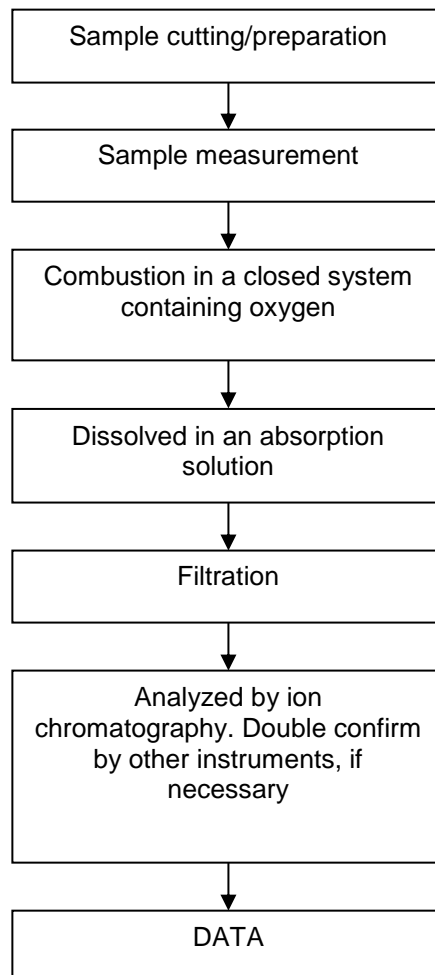 Sample cutting/preparation
Sample measurement
Combustion in a closed system
containing oxygen
Dissolved in an absorption
solution
Filtration
Analyzed by ion
chromatography. Double confirm
by other instruments, if
necessary
DATA